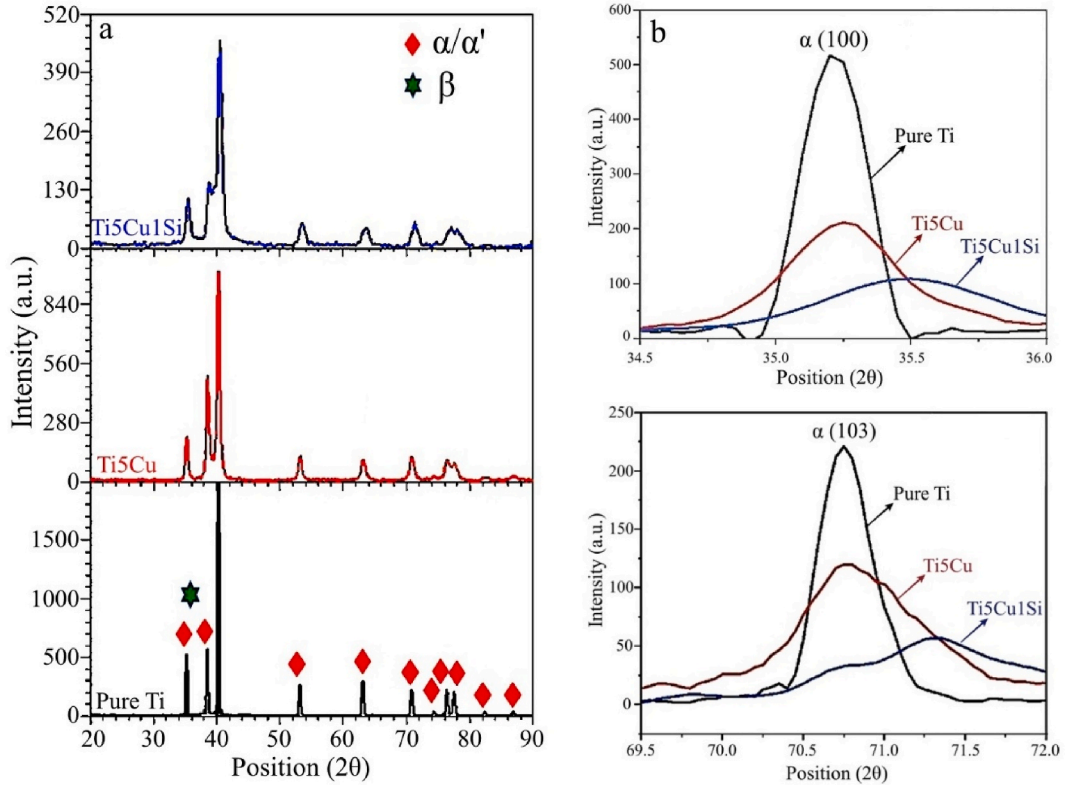 a
α/α'
β
520
390
260
130
0
Ti5Cu1Si
840
560
280
0
Ti5Cu
1500
1000
500
0
Pure Ti
Intensity (a.u.)
20 30 40 50 60 70 80 90
Position (2θ)
b
α (100)
600
500
400
300
200
100
0
Pure Ti
Ti5Cu
Ti5Cu1Si
Intensity (a.u.)
34.5 35.0 35.5 36.0
Position (2θ)
α (103)
250
200
150
100
50
0
Pure Ti
Ti5Cu
Ti5Cu1Si
Intensity (a.u.)
69.5 70.0 70.5 71.0 71.5 72.0
Position (2θ)